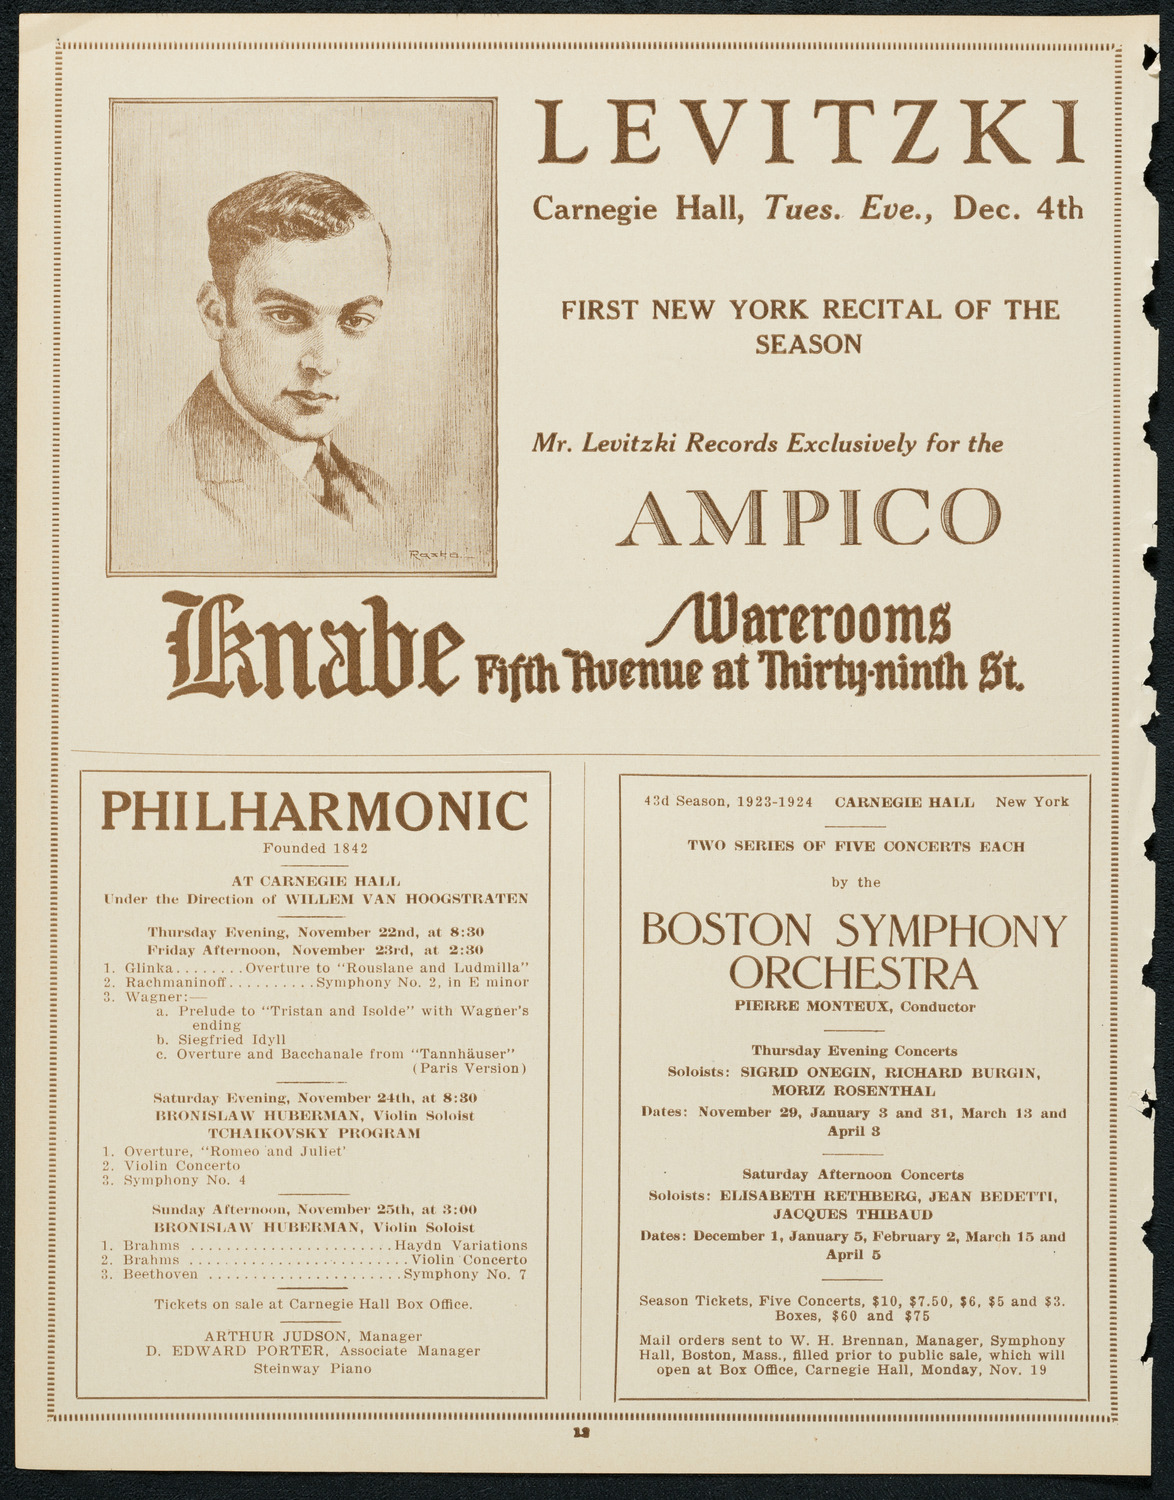 LEVITZKI
Carnegie Hall, Tues. Eve., Dec. 4th
FIRST NEW YORK RECITAL OF THE
SEASON
Mr. Levitzki Records Exclusively for the
AMPICO
Raska
Knabe
Warerooms
Fifth Avenue at Thirty-ninth St.
PHILHARMONIC
Founded 1842
AT CARNEGIE HALL
Under the Direction of WILLEM VAN HOOGSTRATEN
Thursday Evening, November 22nd, at 8:30
Friday Afternoon, November 23rd, at 2:30
1. Glinka........Overture to "Rouslane and Ludmilla"
2. Rachmaninoff..........Symphony No. 2, in E minor
3. Wagner:—
a. Prelude to "Tristan and Isolde" with Wagner's
ending
b. Siegfried Idyll
c. Overture and Bacchanale from "Tannhäuser"
(Paris Version)
Saturday Evening, November 24th, at 8:30
BRONISLAW HUBERMAN, Violin Soloist
TCHAIKOVSKY PROGRAM
1. Overture, "Romeo and Juliet'
2. Violin Concerto
3. Symphony No. 4
Sunday Afternoon, November 25th, at 3:00
BRONISLAW HUBERMAN, Violin Soloist
1. Brahms ......................Haydn Variations
2. Brahms ........................Violin Concerto
3. Beethoven .....................Symphony No. 7
Tickets on sale at Carnegie Hall Box Office.
ARTHUR JUDSON, Manager
D. EDWARD PORTER, Associate Manager
Steinway Piano
43d Season, 1923-1924 CARNEGIE HALL New York
TWO SERIES OF FIVE CONCERTS EACH
by the
BOSTON SYMPHONY
ORCHESTRA
PIERRE MONTEUX, Conductor
Thursday Evening Concerts
Soloists: SIGRID ONEGIN, RICHARD BURGIN,
MORIZ ROSENTHAL
Dates: November 29, January 3 and 31, March 13 and
April 3
Saturday Afternoon Concerts
Soloists: ELISABETH RETHBERG, JEAN BEDETTI,
JACQUES THIBAUD
Dates: December 1, January 5, February 2, March 15 and
April 5
Season Tickets, Five Concerts, $10, $7.50, $6, $5 and $3.
Boxes, $60 and $75
Mail orders sent to W. H. Brennan, Manager, Symphony
Hall, Boston, Mass., filled prior to public sale, which will
open at Box Office, Carnegie Hall, Monday, Nov. 19